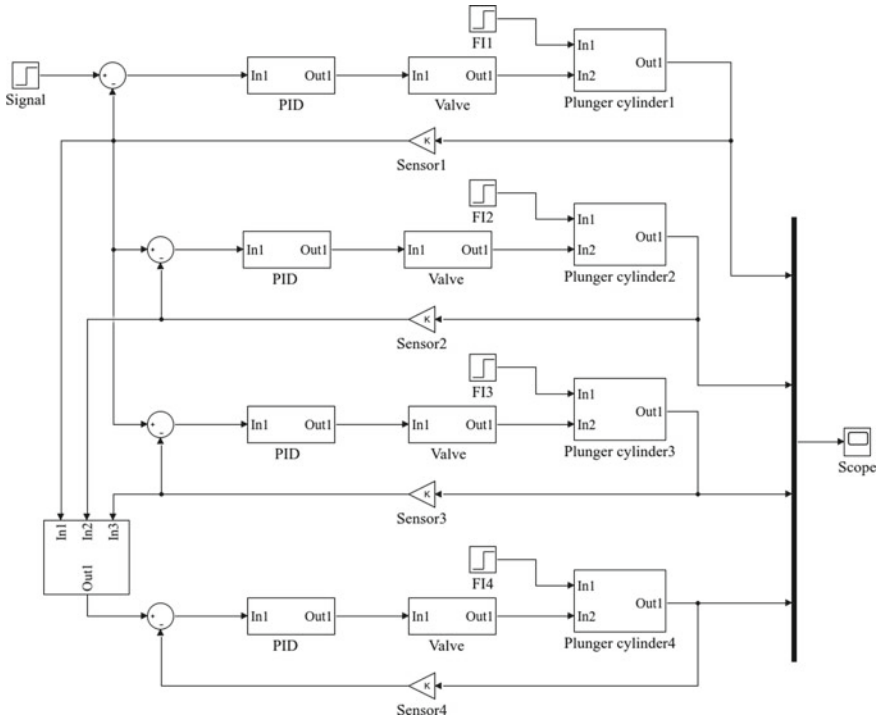 FI1
In1
Out1
In2
Plunger cylinder1
Signal
+
-
In1 Out1
PID
In1 Out1
Valve
K
Sensor1
FI2
In1
Out1
In2
Plunger cylinder2
+
-
In1 Out1
PID
In1 Out1
Valve
K
Sensor2
FI3
In1
Out1
In2
Plunger cylinder3
+
-
In1 Out1
PID
In1 Out1
Valve
Scope
K
Sensor3
In1
In2
In3
Out1
FI4
In1
Out1
In2
Plunger cylinder4
+
-
In1 Out1
PID
In1 Out1
Valve
K
Sensor4